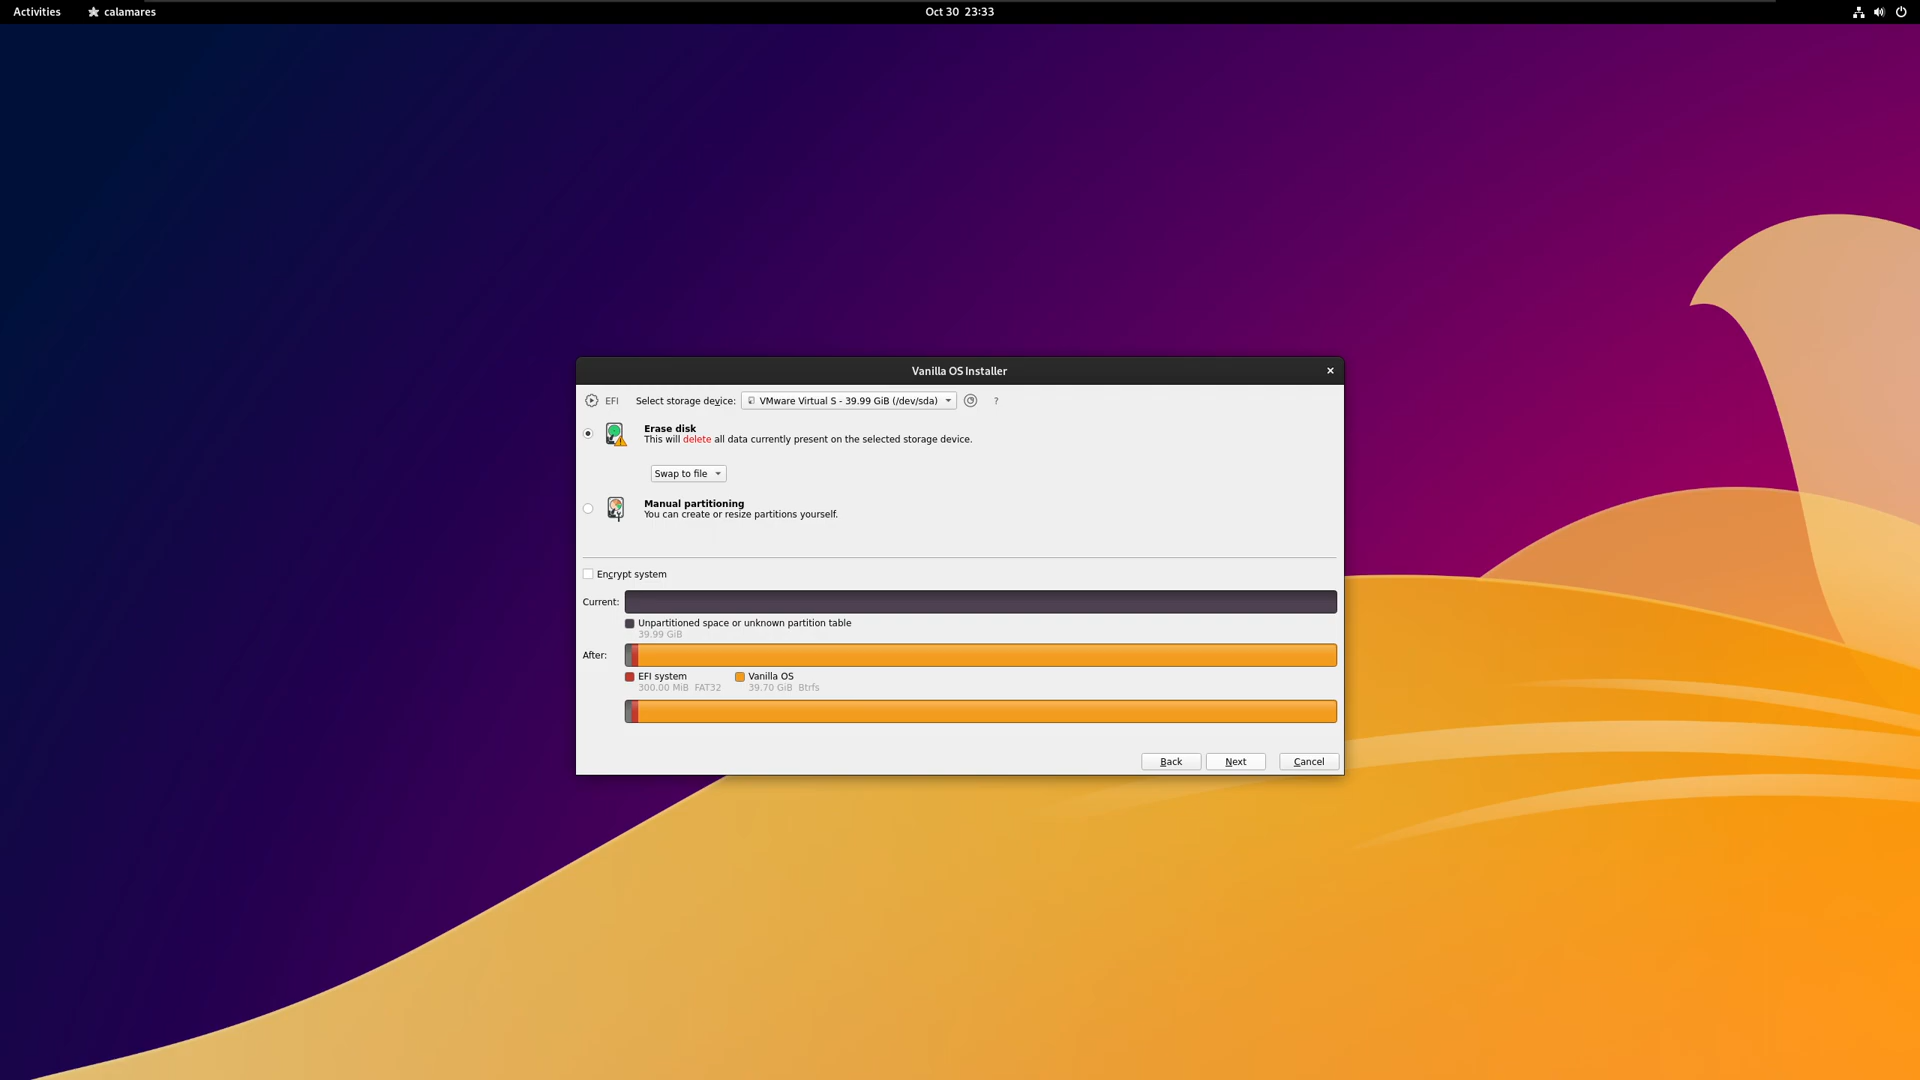 Activities calamares Oct 30 23:33
Vanilla OS Installer
EFI Select storage device: VMware Virtual S - 39.99 GiB (/dev/sda) ?
Erase disk
This will delete all data currently present on the selected storage device.
Swap to file
Manual partitioning
You can create or resize partitions yourself.
Encrypt system
Current:
Unpartitioned space or unknown partition table
39.99 GiB
After:
EFI system Vanilla OS
300.00 MiB FAT32 39.70 GiB Btrfs
Back Next Cancel